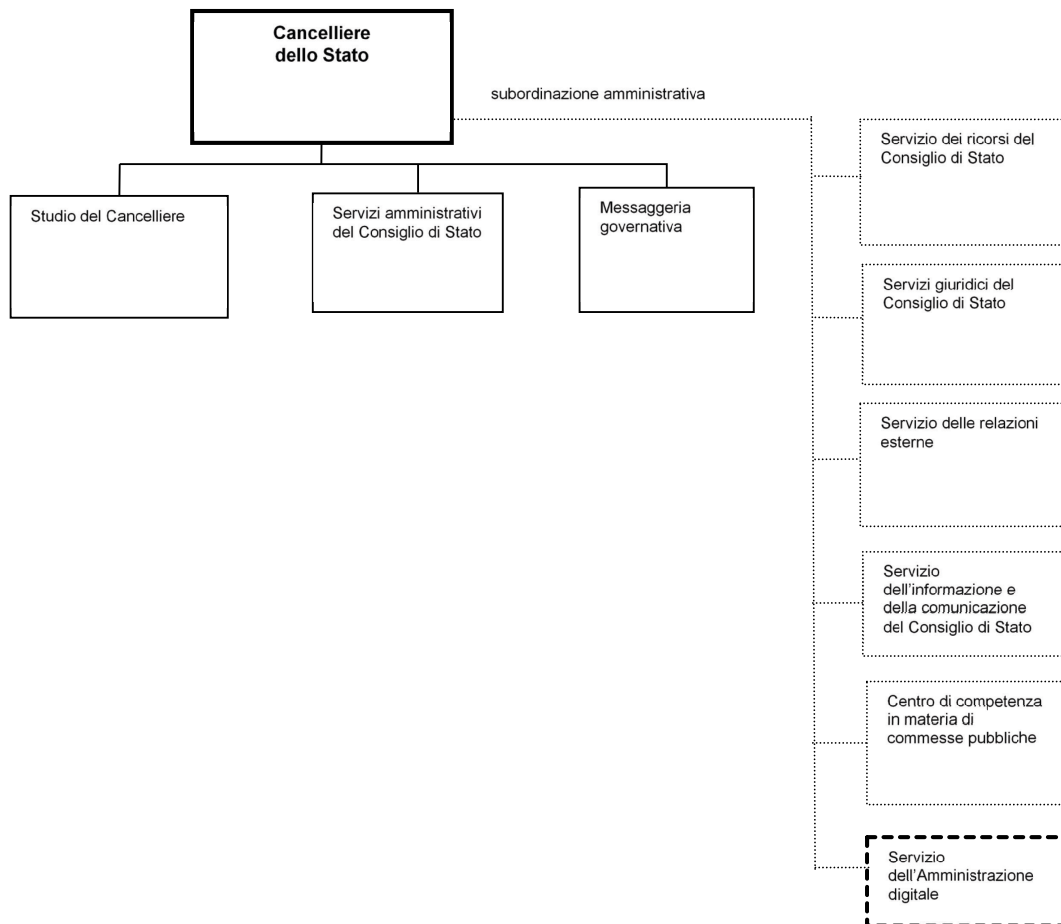 Cancelliere
dello Stato
subordinazione amministrativa
Studio del Cancelliere
Servizi amministrativi
del Consiglio di Stato
Messaggeria
governativa
Servizio dei ricorsi del
Consiglio di Stato
Servizi giuridici del
Consiglio di Stato
Servizio delle relazioni
esterne
Servizio
dell'informazione e
della comunicazione
del Consiglio di Stato
Centro di competenza
in materia di
commesse pubbliche
Servizio
dell'Amministrazione
digitale